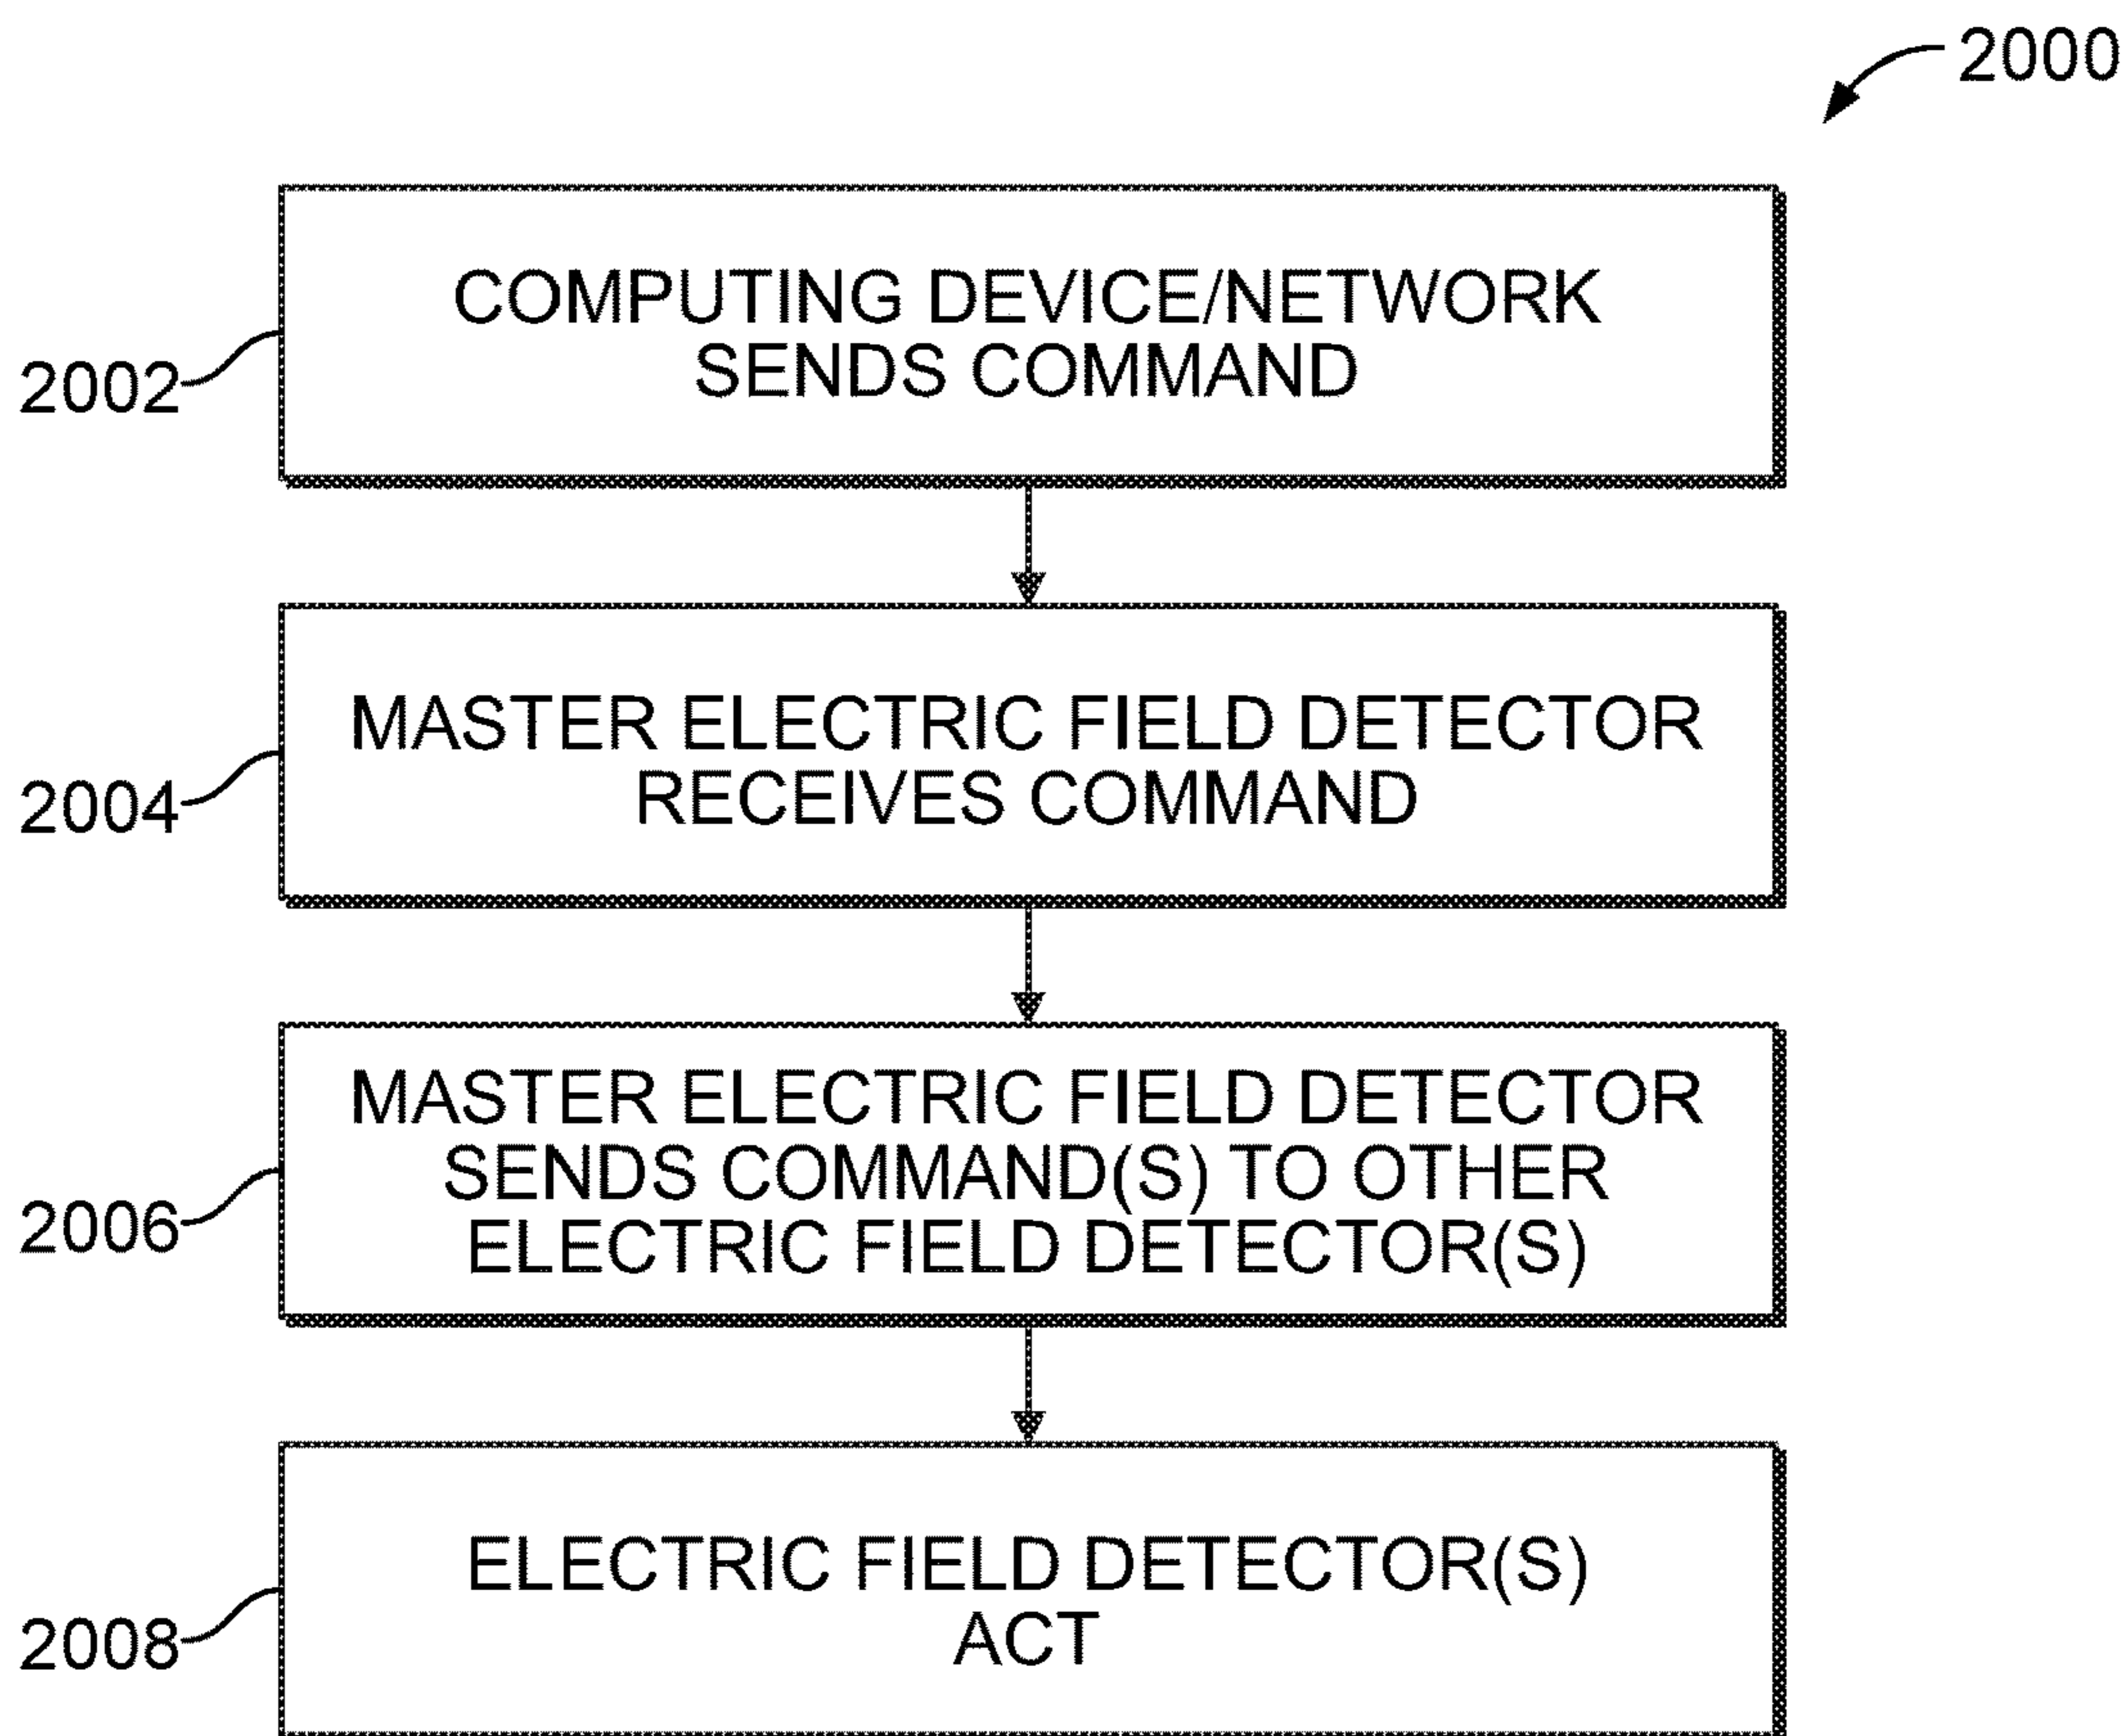 2000
COMPUTING DEVICE/NETWORK
SENDS COMMAND
2002
MASTER ELECTRIC FIELD DETECTOR
RECEIVES COMMAND
2004
MASTER ELECTRIC FIELD DETECTOR
SENDS COMMAND(S) TO OTHER
ELECTRIC FIELD DETECTOR(S)
2006
ELECTRIC FIELD DETECTOR(S)
ACT
2008